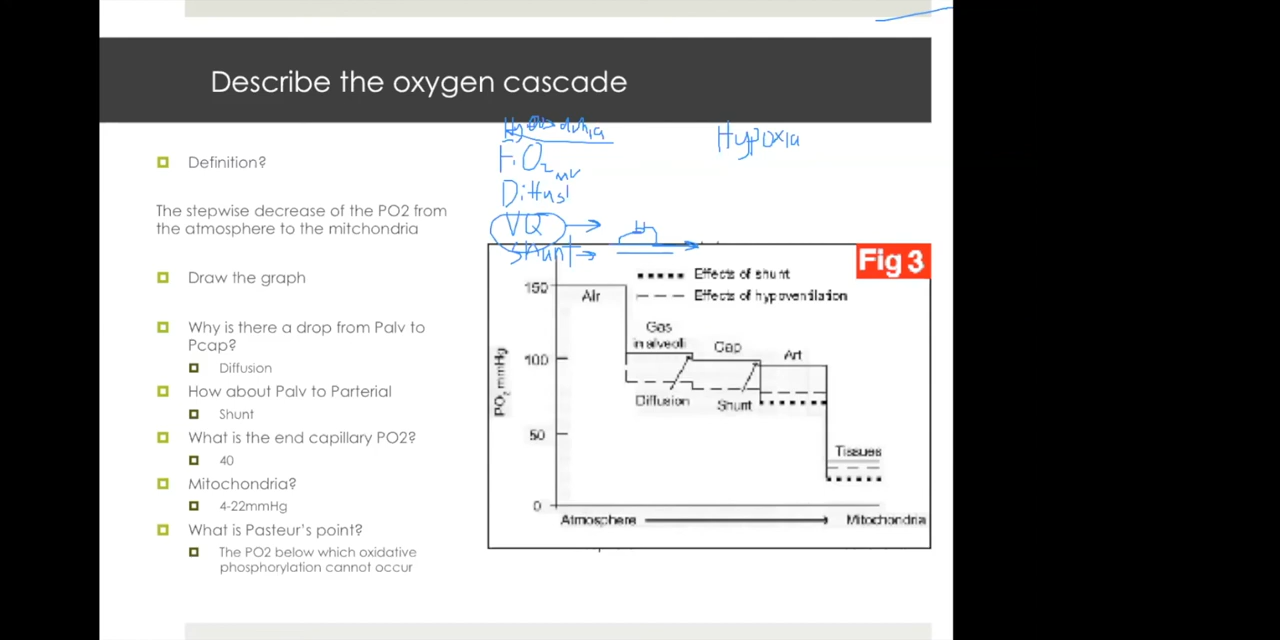 Describe the oxygen cascade
Definition?
The stepwise decrease of the PO2 from
the atmosphere to the mitchondria
Draw the graph
Why is there a drop from Palv to
Pcap?
Diffusion
How about Palv to Parterial
Shunt
What is the end capillary PO2?
40
Mitochondria?
4-22mmHg
What is Pasteur's point?
The PO2 below which oxidative
phosphorylation cannot occur
Hypoxia
FiO2
MV
VQ
Shunt
Fig 3
Effects of shunt
Effects of hypoventilation
150
Air
Gas
in alveoli
Cap
Art
100
Diffusion
Shunt
PO2 mmHg
50
Tissues
0
Atmosphere
Mitochondria